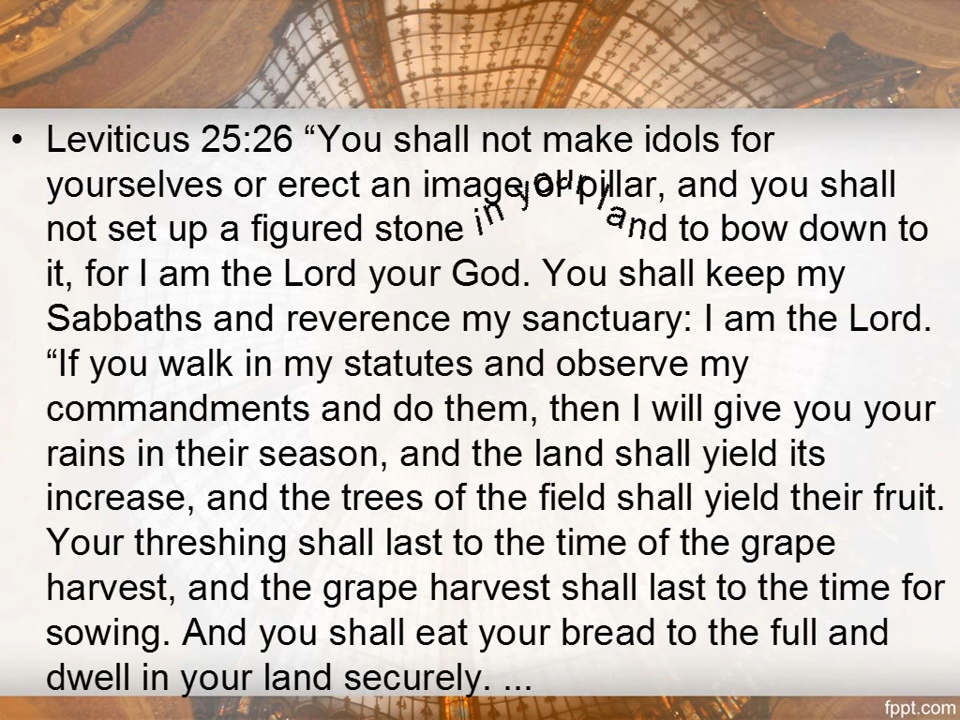 • Leviticus 25:26 “You shall not make idols for
yourselves or erect an image or pillar, and you shall
not set up a figured stone in your land to bow down to
it, for I am the Lord your God. You shall keep my
Sabbaths and reverence my sanctuary: I am the Lord.
“If you walk in my statutes and observe my
commandments and do them, then I will give you your
rains in their season, and the land shall yield its
increase, and the trees of the field shall yield their fruit.
Your threshing shall last to the time of the grape
harvest, and the grape harvest shall last to the time for
sowing. And you shall eat your bread to the full and
dwell in your land securely. ...
fppt.com